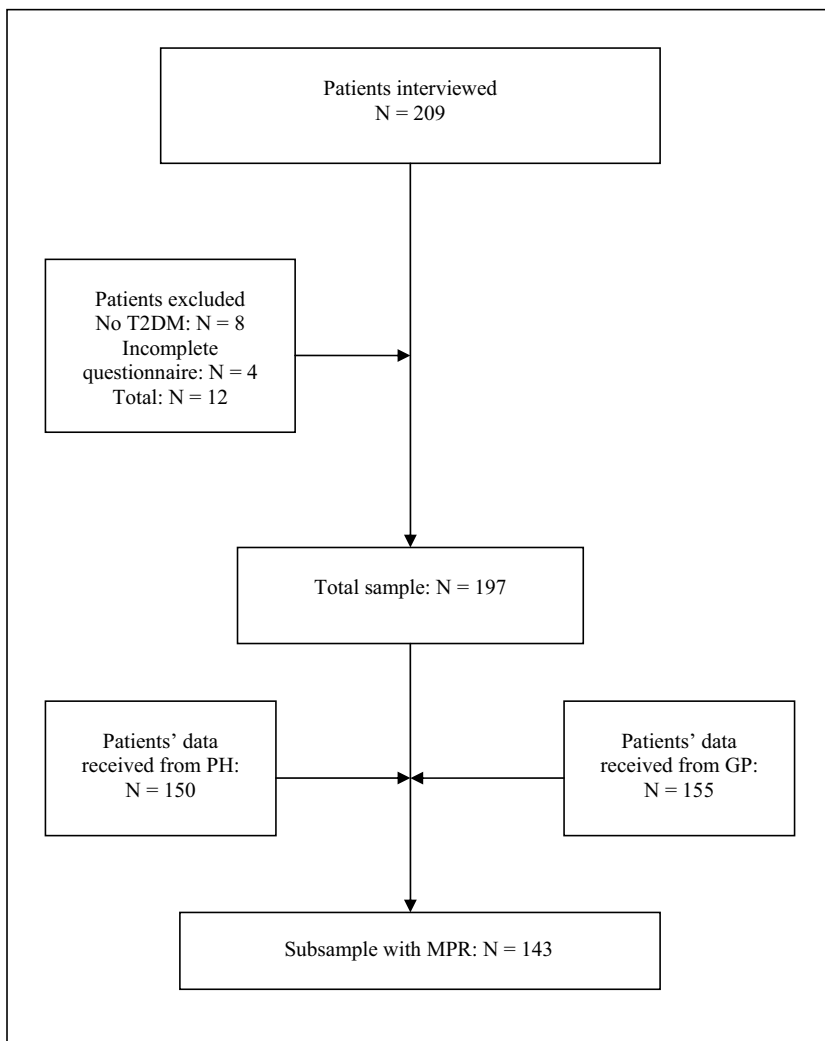 Patients interviewed
N = 209
Patients excluded
No T2DM: N = 8
Incomplete
questionnaire: N = 4
Total: N = 12
Total sample: N = 197
Patients’ data
received from PH:
N = 150
Patients’ data
received from GP:
N = 155
Subsample with MPR: N = 143